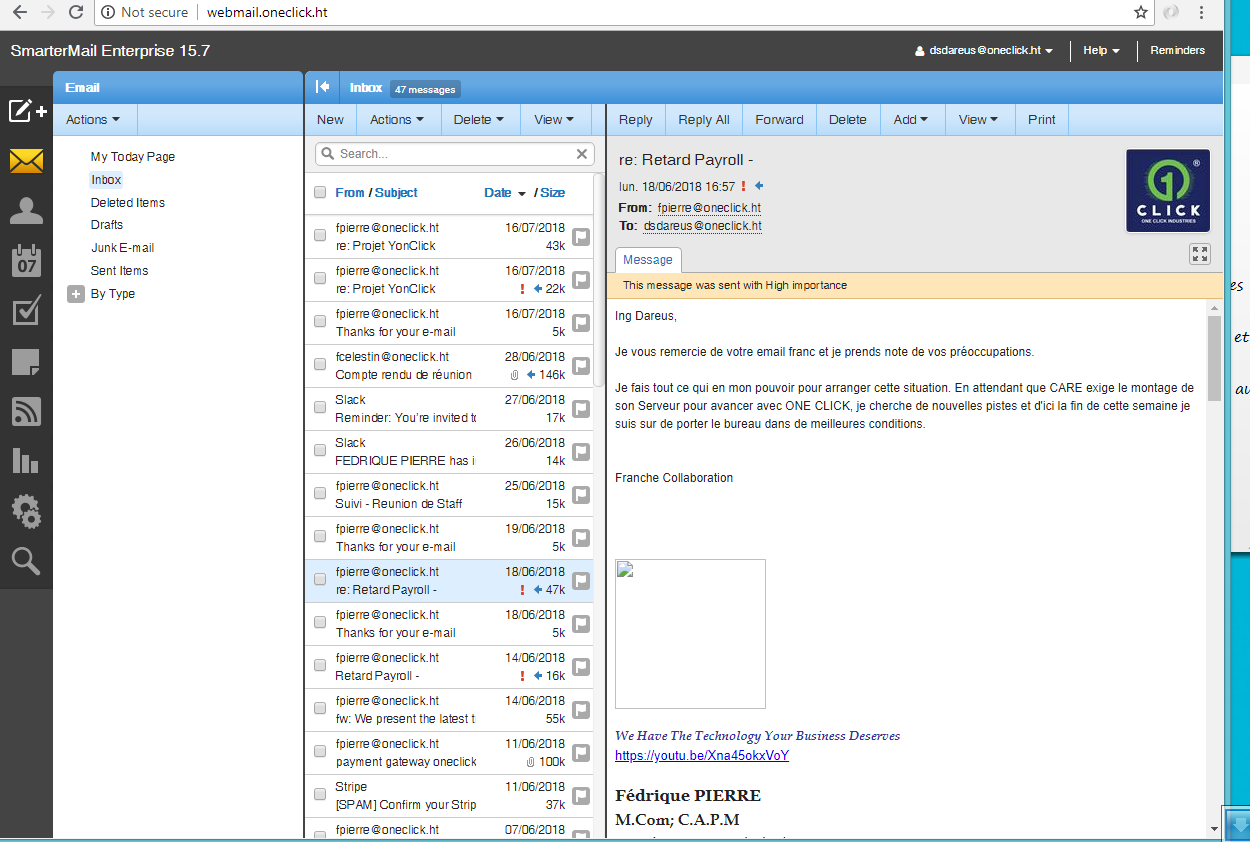 Not secure | webmail.oneclick.ht
SmarterMail Enterprise 15.7
dsdareus@oneclick.ht
Help
Reminders
Email
Inbox 47 messages
Actions
New
Actions
Delete
View
Reply
Reply All
Forward
Delete
Add
View
Print
07
My Today Page
Inbox
Deleted Items
Drafts
Junk E-mail
Sent Items
By Type
Search...
From / Subject Date / Size
fpierre@oneclick.ht 16/07/2018
re: Projet YonClick 43k
fpierre@oneclick.ht 16/07/2018
re: Projet YonClick 22k
fpierre@oneclick.ht 16/07/2018
Thanks for your e-mail 5k
fcelestin@oneclick.ht 28/06/2018
Compte rendu de réunion 146k
Slack 27/06/2018
Reminder: You're invited to 17k
Slack 26/06/2018
FEDRIQUE PIERRE has i 14k
fpierre@oneclick.ht 25/06/2018
Suivi - Reunion de Staff 15k
fpierre@oneclick.ht 19/06/2018
Thanks for your e-mail 5k
fpierre@oneclick.ht 18/06/2018
re: Retard Payroll - 47k
fpierre@oneclick.ht 18/06/2018
Thanks for your e-mail 5k
fpierre@oneclick.ht 14/06/2018
Retard Payroll - 16k
fpierre@oneclick.ht 14/06/2018
fw: We present the latest t 55k
fpierre@oneclick.ht 11/06/2018
payment gateway oneclick 100k
Stripe 11/06/2018
[SPAM] Confirm your Strip 37k
fpierre@oneclick.ht 07/06/2018
re: Retard Payroll -
lun. 18/06/2018 16:57
From: fpierre@oneclick.ht
To: dsdareus@oneclick.ht
1 ®
CLICK
ONE CLICK INDUSTRIES
Message
This message was sent with High importance
Ing Dareus,
Je vous remercie de votre email franc et je prends note de vos préoccupations.
Je fais tout ce qui en mon pouvoir pour arranger cette situation. En attendant que CARE exige le montage de
son Serveur pour avancer avec ONE CLICK, je cherche de nouvelles pistes et d'ici la fin de cette semaine je
suis sur de porter le bureau dans de meilleures conditions.
Franche Collaboration
We Have The Technology Your Business Deserves
https://youtu.be/Xna45okxVoY
Fédrique PIERRE
M.Com; C.A.P.M
es
et
au